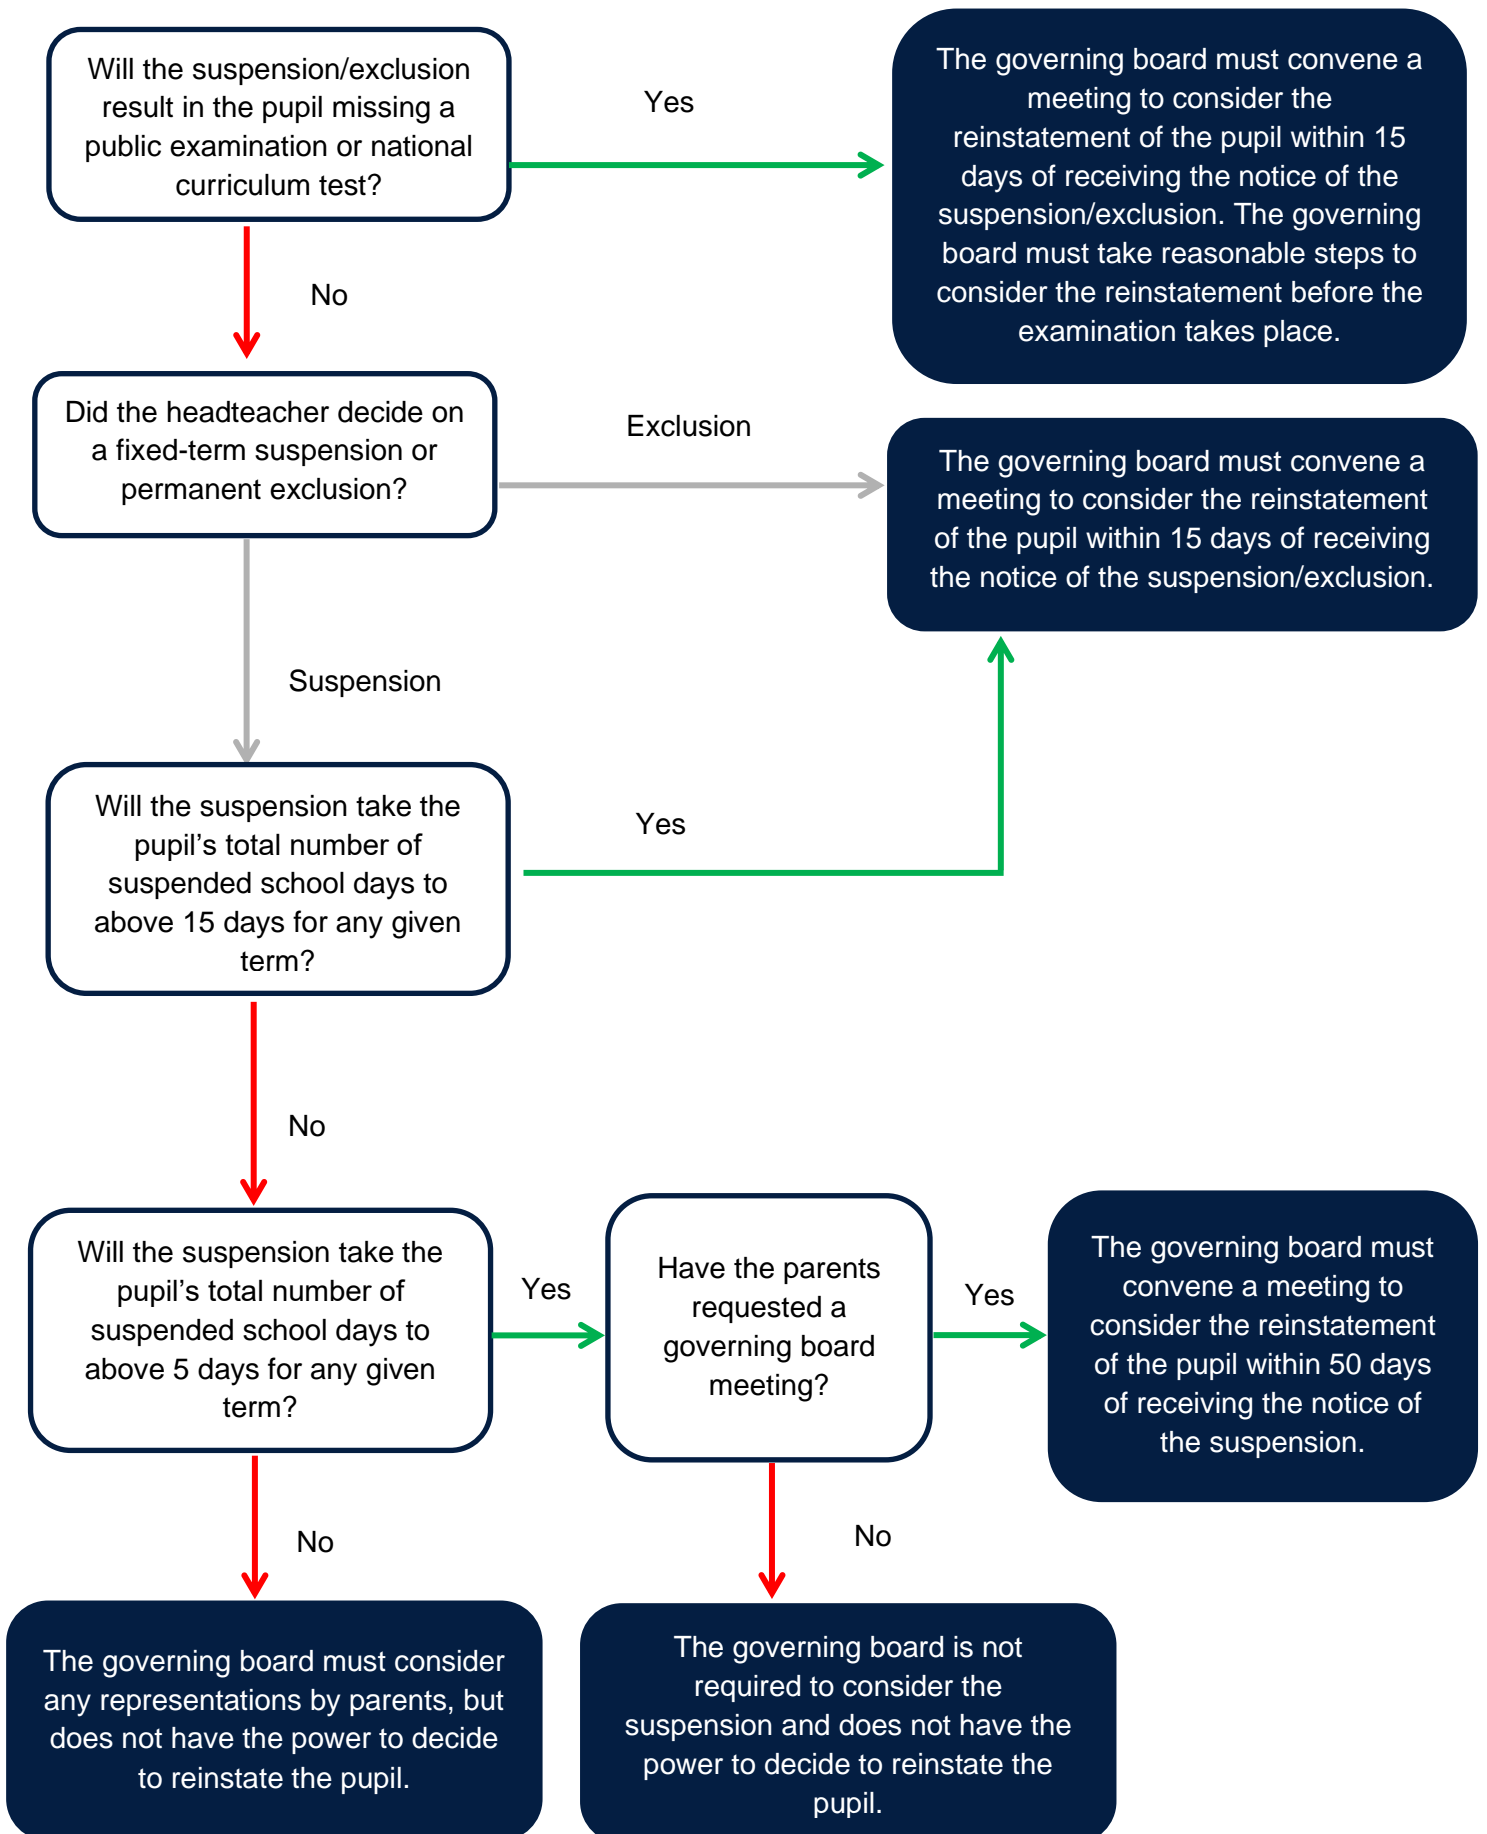 Will the suspension/exclusion
result in the pupil missing a
public examination or national
curriculum test?
Yes
The governing board must convene a
meeting to consider the
reinstatement of the pupil within 15
days of receiving the notice of the
suspension/exclusion. The governing
board must take reasonable steps to
consider the reinstatement before the
examination takes place.
No
Did the headteacher decide on
a fixed-term suspension or
permanent exclusion?
Exclusion
The governing board must convene a
meeting to consider the reinstatement
of the pupil within 15 days of receiving
the notice of the suspension/exclusion.
Suspension
Will the suspension take the
pupil’s total number of
suspended school days to
above 15 days for any given
term?
Yes
No
Will the suspension take the
pupil’s total number of
suspended school days to
above 5 days for any given
term?
Yes
Have the parents
requested a
governing board
meeting?
Yes
The governing board must
convene a meeting to
consider the reinstatement
of the pupil within 50 days
of receiving the notice of
the suspension.
No
No
The governing board must consider
any representations by parents, but
does not have the power to decide
to reinstate the pupil.
The governing board is not
required to consider the
suspension and does not have the
power to decide to reinstate the
pupil.